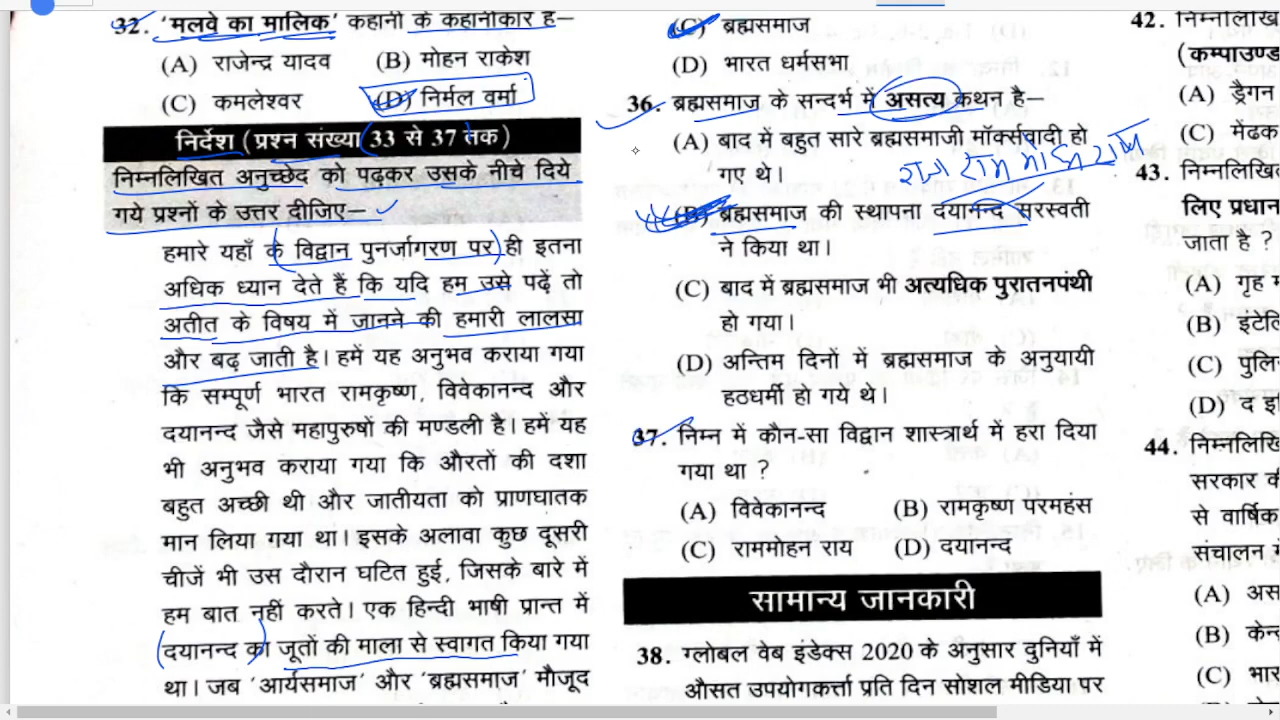 32. 'मलवे का मालिक' कहानी के कहानीकार है–
(A) राजेन्द्र यादव (B) मोहन राकेश
(C) कमलेश्वर (D) निर्मल वर्मा
निर्देश (प्रश्न संख्या 33 से 37 तक)
निम्नलिखित अनुच्छेद को पढ़कर उसके नीचे दिये
गये प्रश्नों के उत्तर दीजिए–
हमारे यहाँ के विद्वान पुनर्जागरण पर ही इतना
अधिक ध्यान देते हैं कि यदि हम उसे पढ़ें तो
अतीत के विषय में जानने की हमारी लालसा
और बढ़ जाती है। हमें यह अनुभव कराया गया
कि सम्पूर्ण भारत रामकृष्ण, विवेकानन्द और
दयानन्द जैसे महापुरुषों की मण्डली है। हमें यह
भी अनुभव कराया गया कि औरतों की दशा
बहुत अच्छी थी और जातीयता को प्राणघातक
मान लिया गया था। इसके अलावा कुछ दूसरी
चीजें भी उस दौरान घटित हुई, जिसके बारे में
हम बात नहीं करते। एक हिन्दी भाषी प्रान्त में
दयानन्द का जूतों की माला से स्वागत किया गया
था। जब 'आर्यसमाज' और 'ब्रह्मसमाज' मौजूद
(C) ब्रह्मसमाज
(D) भारत धर्मसभा
36. ब्रह्मसमाज के सन्दर्भ में असत्य कथन है–
(A) बाद में बहुत सारे ब्रह्मसमाजी मॉर्क्सवादी हो
गए थे।
राजा राम मोहन राय
(B) ब्रह्मसमाज की स्थापना दयानन्द सरस्वती
ने किया था।
(C) बाद में ब्रह्मसमाज भी अत्यधिक पुरातनपंथी
हो गया।
(D) अन्तिम दिनों में ब्रह्मसमाज के अनुयायी
हठधर्मी हो गये थे।
37. निम्न में कौन-सा विद्वान शास्त्रार्थ में हरा दिया
गया था ?
(A) विवेकानन्द (B) रामकृष्ण परमहंस
(C) राममोहन राय (D) दयानन्द
सामान्य जानकारी
38. ग्लोबल वेब इंडेक्स 2020 के अनुसार दुनियाँ में
औसत उपयोगकर्त्ता प्रति दिन सोशल मीडिया पर
42.
(कम्पाउण्ड
(A) ड्रैगन
(C) मेंढक
43.
लिए प्रधान
जाता है ?
(A) गृह
(B)
(C)
(D) द
44.
सरकार
से वार्षिक
सचालन
(A)
(B)
(C)